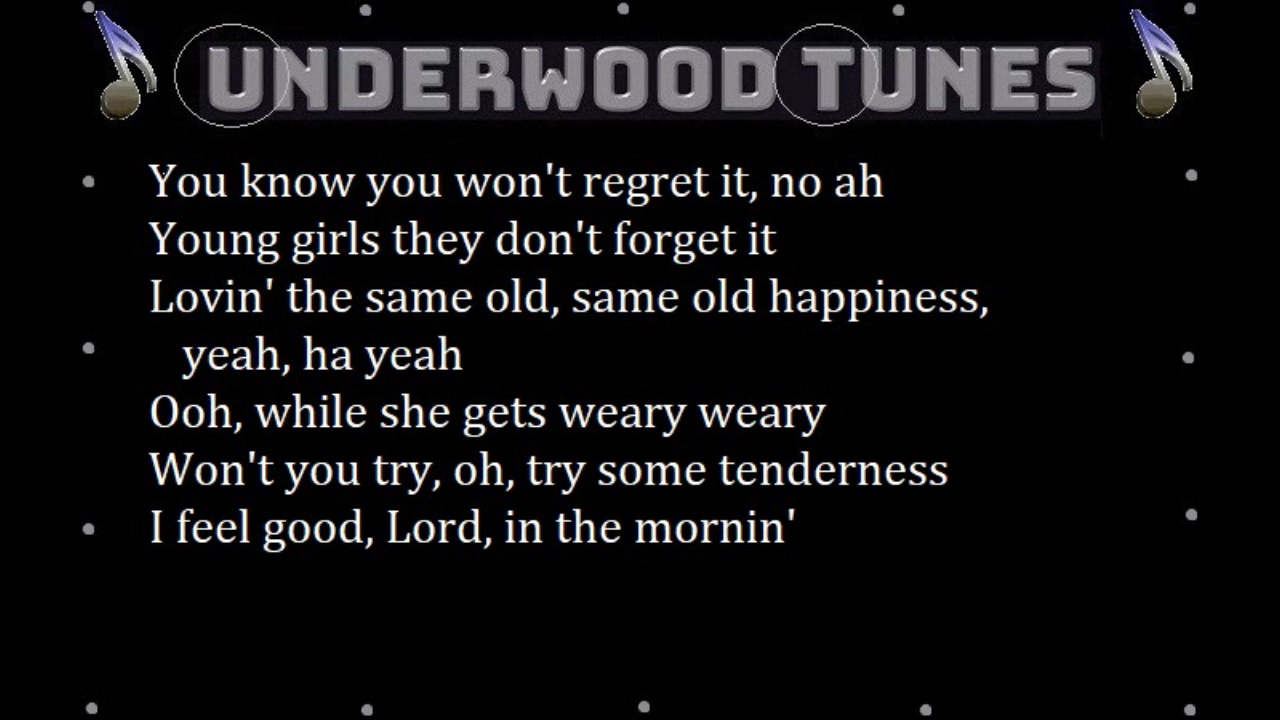 UNDERWOOD TUNES
You know you won't regret it, no ah
Young girls they don't forget it
Lovin' the same old, same old happiness,
yeah, ha yeah
Ooh, while she gets weary weary
Won't you try, oh, try some tenderness
I feel good, Lord, in the mornin'